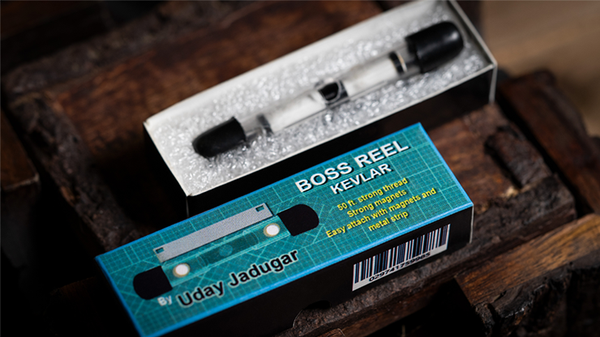 BOSS REEL
KEVLAR
50 ft. strong thread
Strong magnets
Easy attach with magnets and
metal strip
By Uday Jadugar